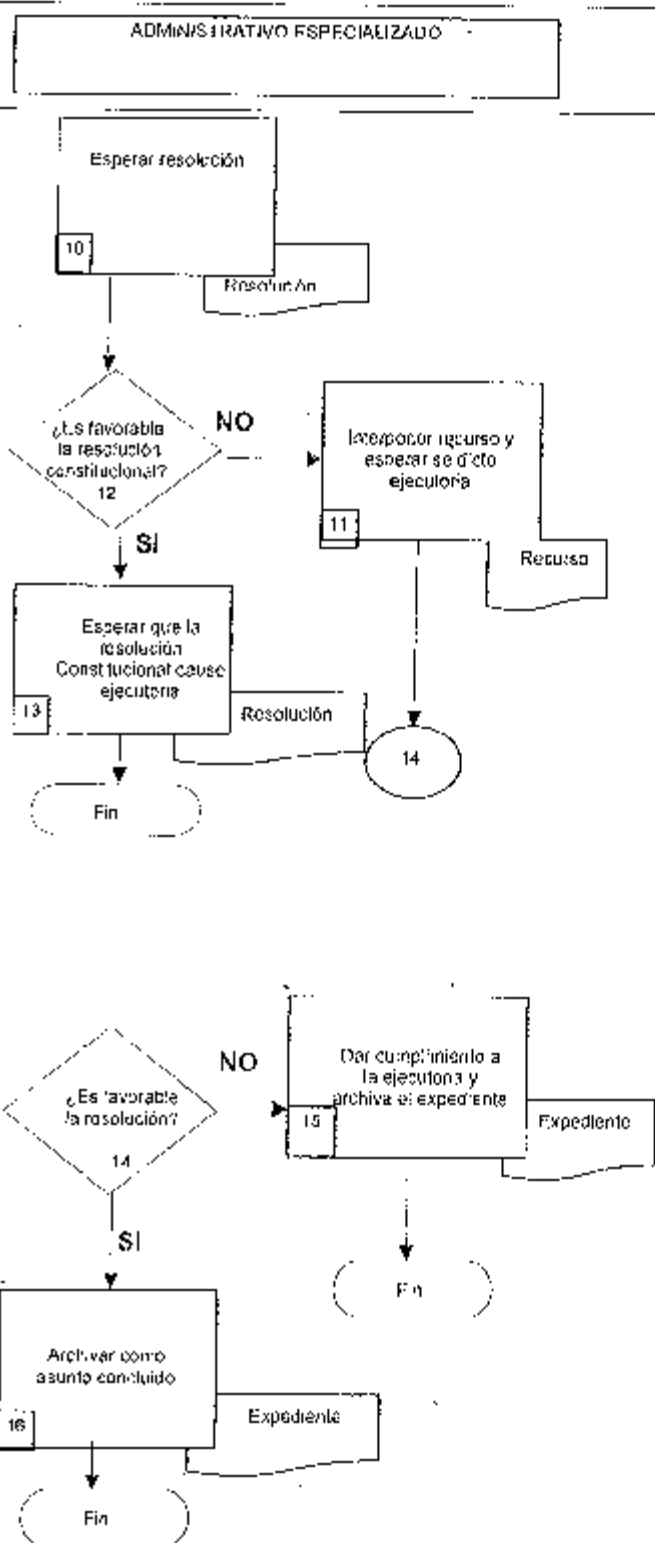 ADMINISTRATIVO ESPECIALIZADO
Esperar resolución
10
Resolución
¿Es favorable
la resolución
constitucional?
12
NO
Interponer recurso y
esperar se dicte
ejecutoria
11
Recurso
SI
Esperar que la
resolución
Constitucional cause
ejecutoria
13
Resolución
14
Fin
¿Es favorable
la resolución?
14
NO
Dar cumplimiento a
la ejecutoria y
archiva el expediente
15
Expediente
SI
Fin
Archivar como
asunto concluido
16
Expediente
Fin